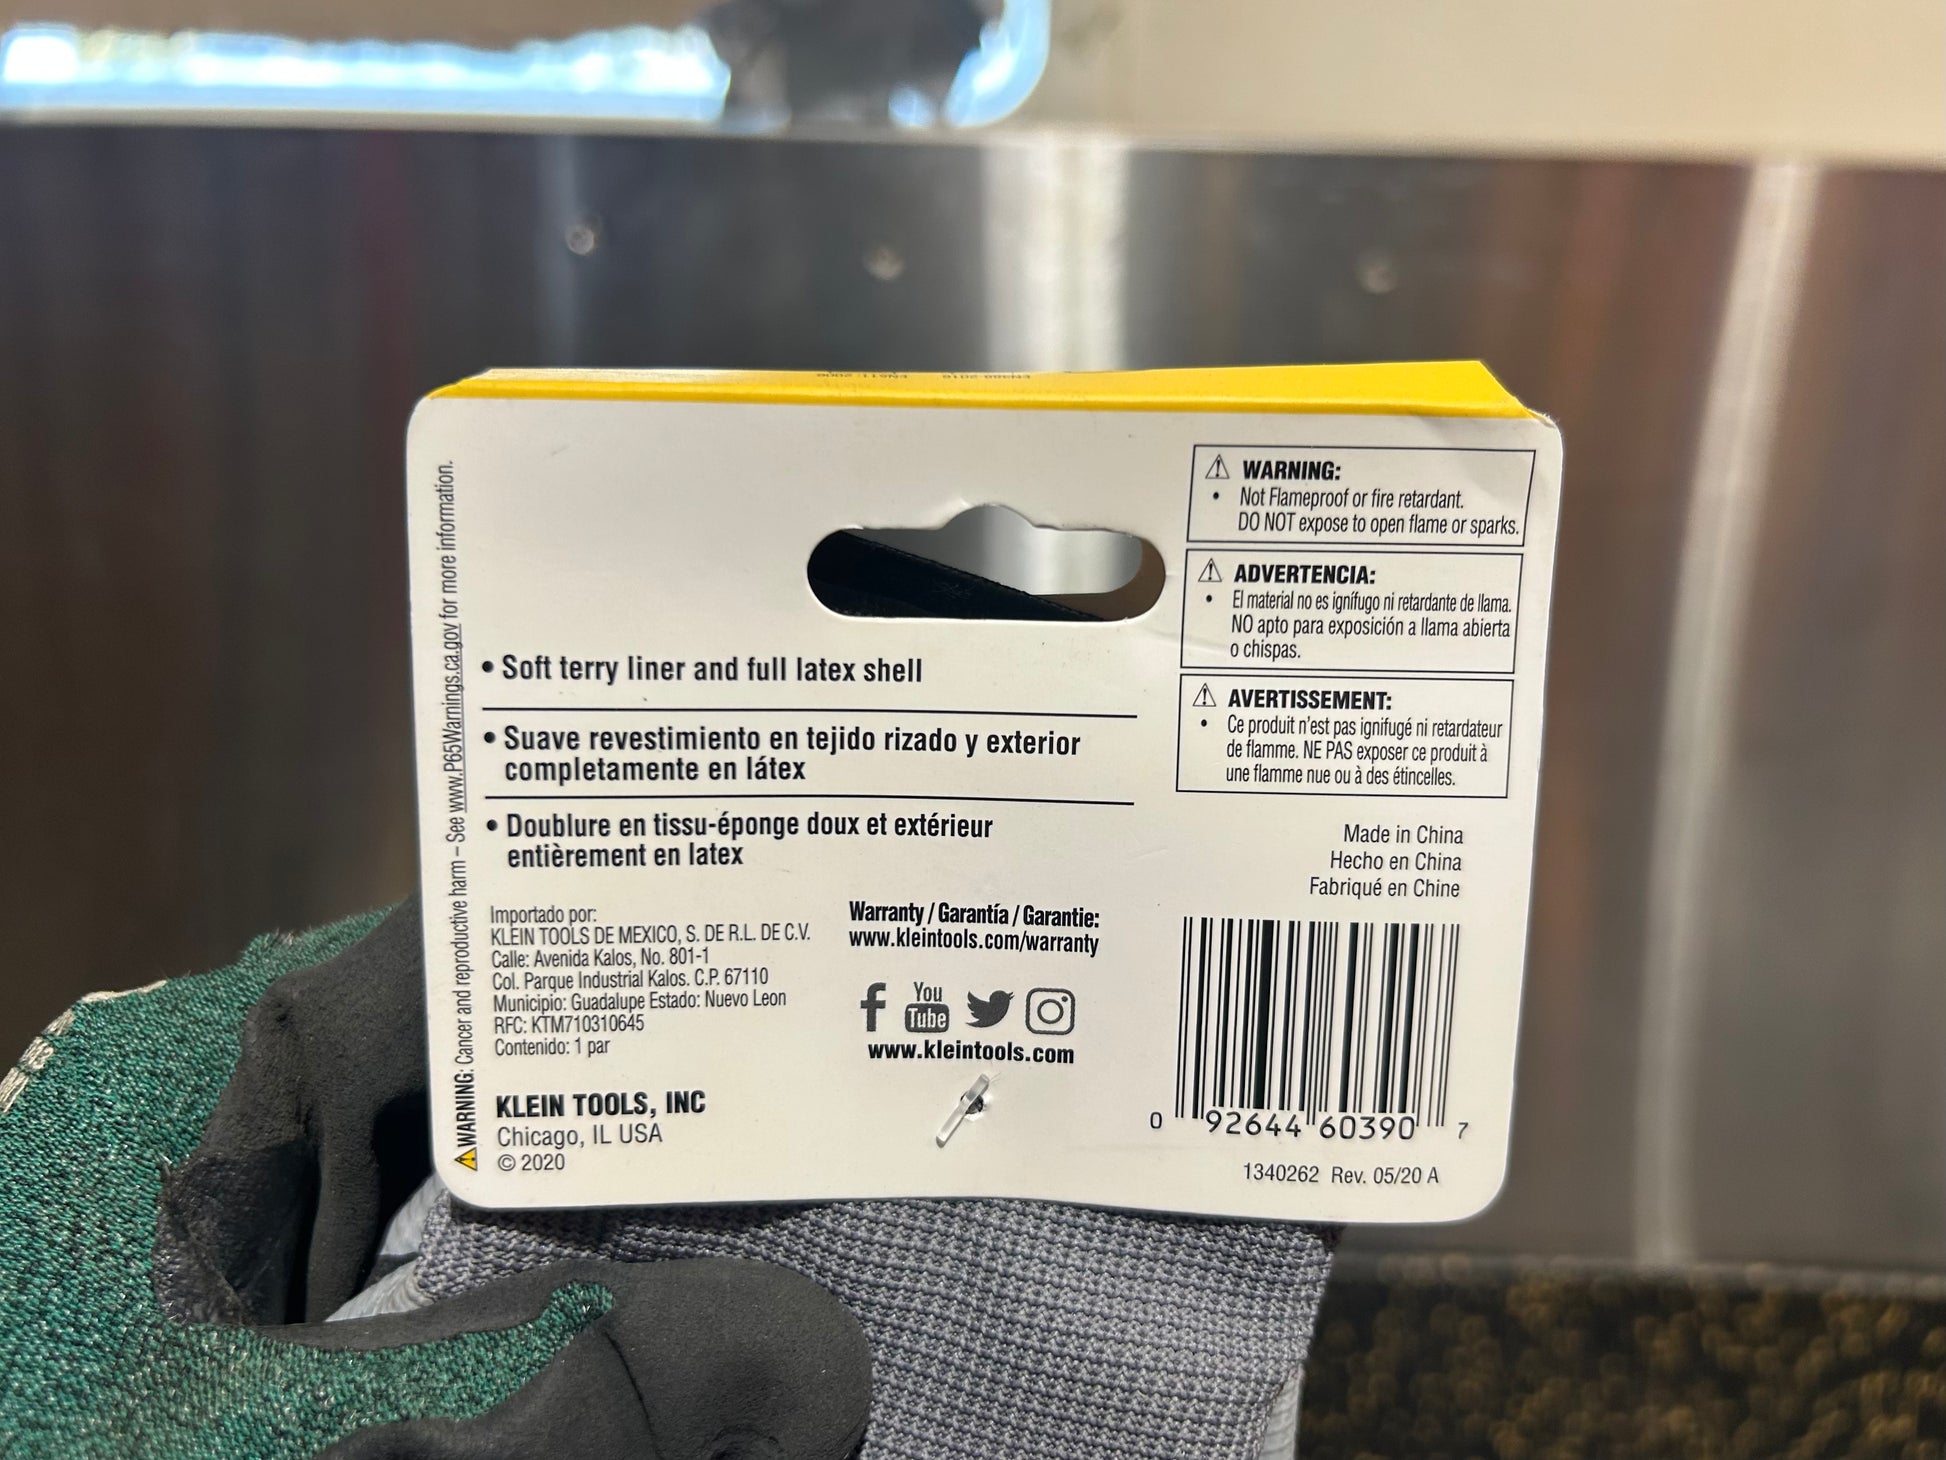 ⚠WARNING: Cancer and reproductive harm – See www.P65Warnings.ca.gov for more information.
• Soft terry liner and full latex shell
• Suave revestimiento en tejido rizado y exterior
completamente en látex
• Doublure en tissu-éponge doux et extérieur
entièrement en latex
⚠ WARNING:
• Not Flameproof or fire retardant.
DO NOT expose to open flame or sparks.
⚠ ADVERTENCIA:
• El material no es ignífugo ni retardante de llama.
NO apto para exposición a llama abierta
o chispas.
⚠ AVERTISSEMENT:
• Ce produit n'est pas ignifugé ni retardateur
de flamme. NE PAS exposer ce produit à
une flamme nue ou à des étincelles.
Made in China
Hecho en China
Fabriqué en Chine
Importado por:
KLEIN TOOLS DE MEXICO, S. DE R.L. DE C.V.
Calle: Avenida Kalos, No. 801-1
Col. Parque Industrial Kalos. C.P. 67110
Municipio: Guadalupe Estado: Nuevo Leon
RFC: KTM710310645
Contenido: 1 par
KLEIN TOOLS, INC
Chicago, IL USA
© 2020
Warranty / Garantía / Garantie:
www.kleintools.com/warranty
You
Tube
www.kleintools.com
0 92644 60390 7
1340262 Rev. 05/20 A